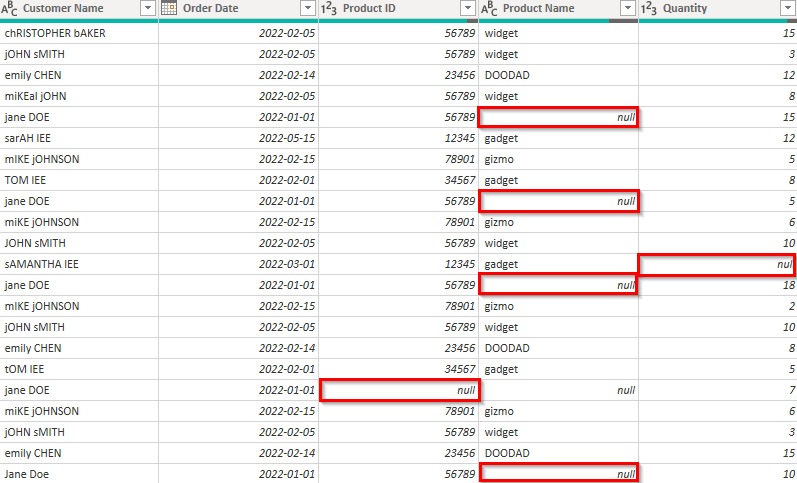 ABC Customer Name Order Date 123 Product ID ABC Product Name 123 Quantity
chRISTOPHER bAKER 2022-02-05 56789 widget 15
jOHN sMITH 2022-02-05 56789 widget 3
emily CHEN 2022-02-14 23456 DOODAD 12
miKEal jOHN 2022-02-05 56789 widget 8
jane DOE 2022-01-01 56789 null 15
sarAH lEE 2022-05-15 12345 gadget 12
mIKE jOHNSON 2022-02-15 78901 gizmo 5
TOM lEE 2022-02-01 34567 gadget 8
jane DOE 2022-01-01 56789 null 5
miKE jOHNSON 2022-02-15 78901 gizmo 6
JOHN sMITH 2022-02-05 56789 widget 10
sAMANTHA lEE 2022-03-01 12345 gadget nul
jane DOE 2022-01-01 56789 null 18
mIKE jOHNSON 2022-02-15 78901 gizmo 2
jOHN sMITH 2022-02-05 56789 widget 10
emily CHEN 2022-02-14 23456 DOODAD 8
tOM lEE 2022-02-01 34567 gadget 5
jane DOE 2022-01-01 null null 7
miKE jOHNSON 2022-02-15 78901 gizmo 6
jOHN sMITH 2022-02-05 56789 widget 3
emily CHEN 2022-02-14 23456 DOODAD 15
Jane Doe 2022-01-01 56789 null 10